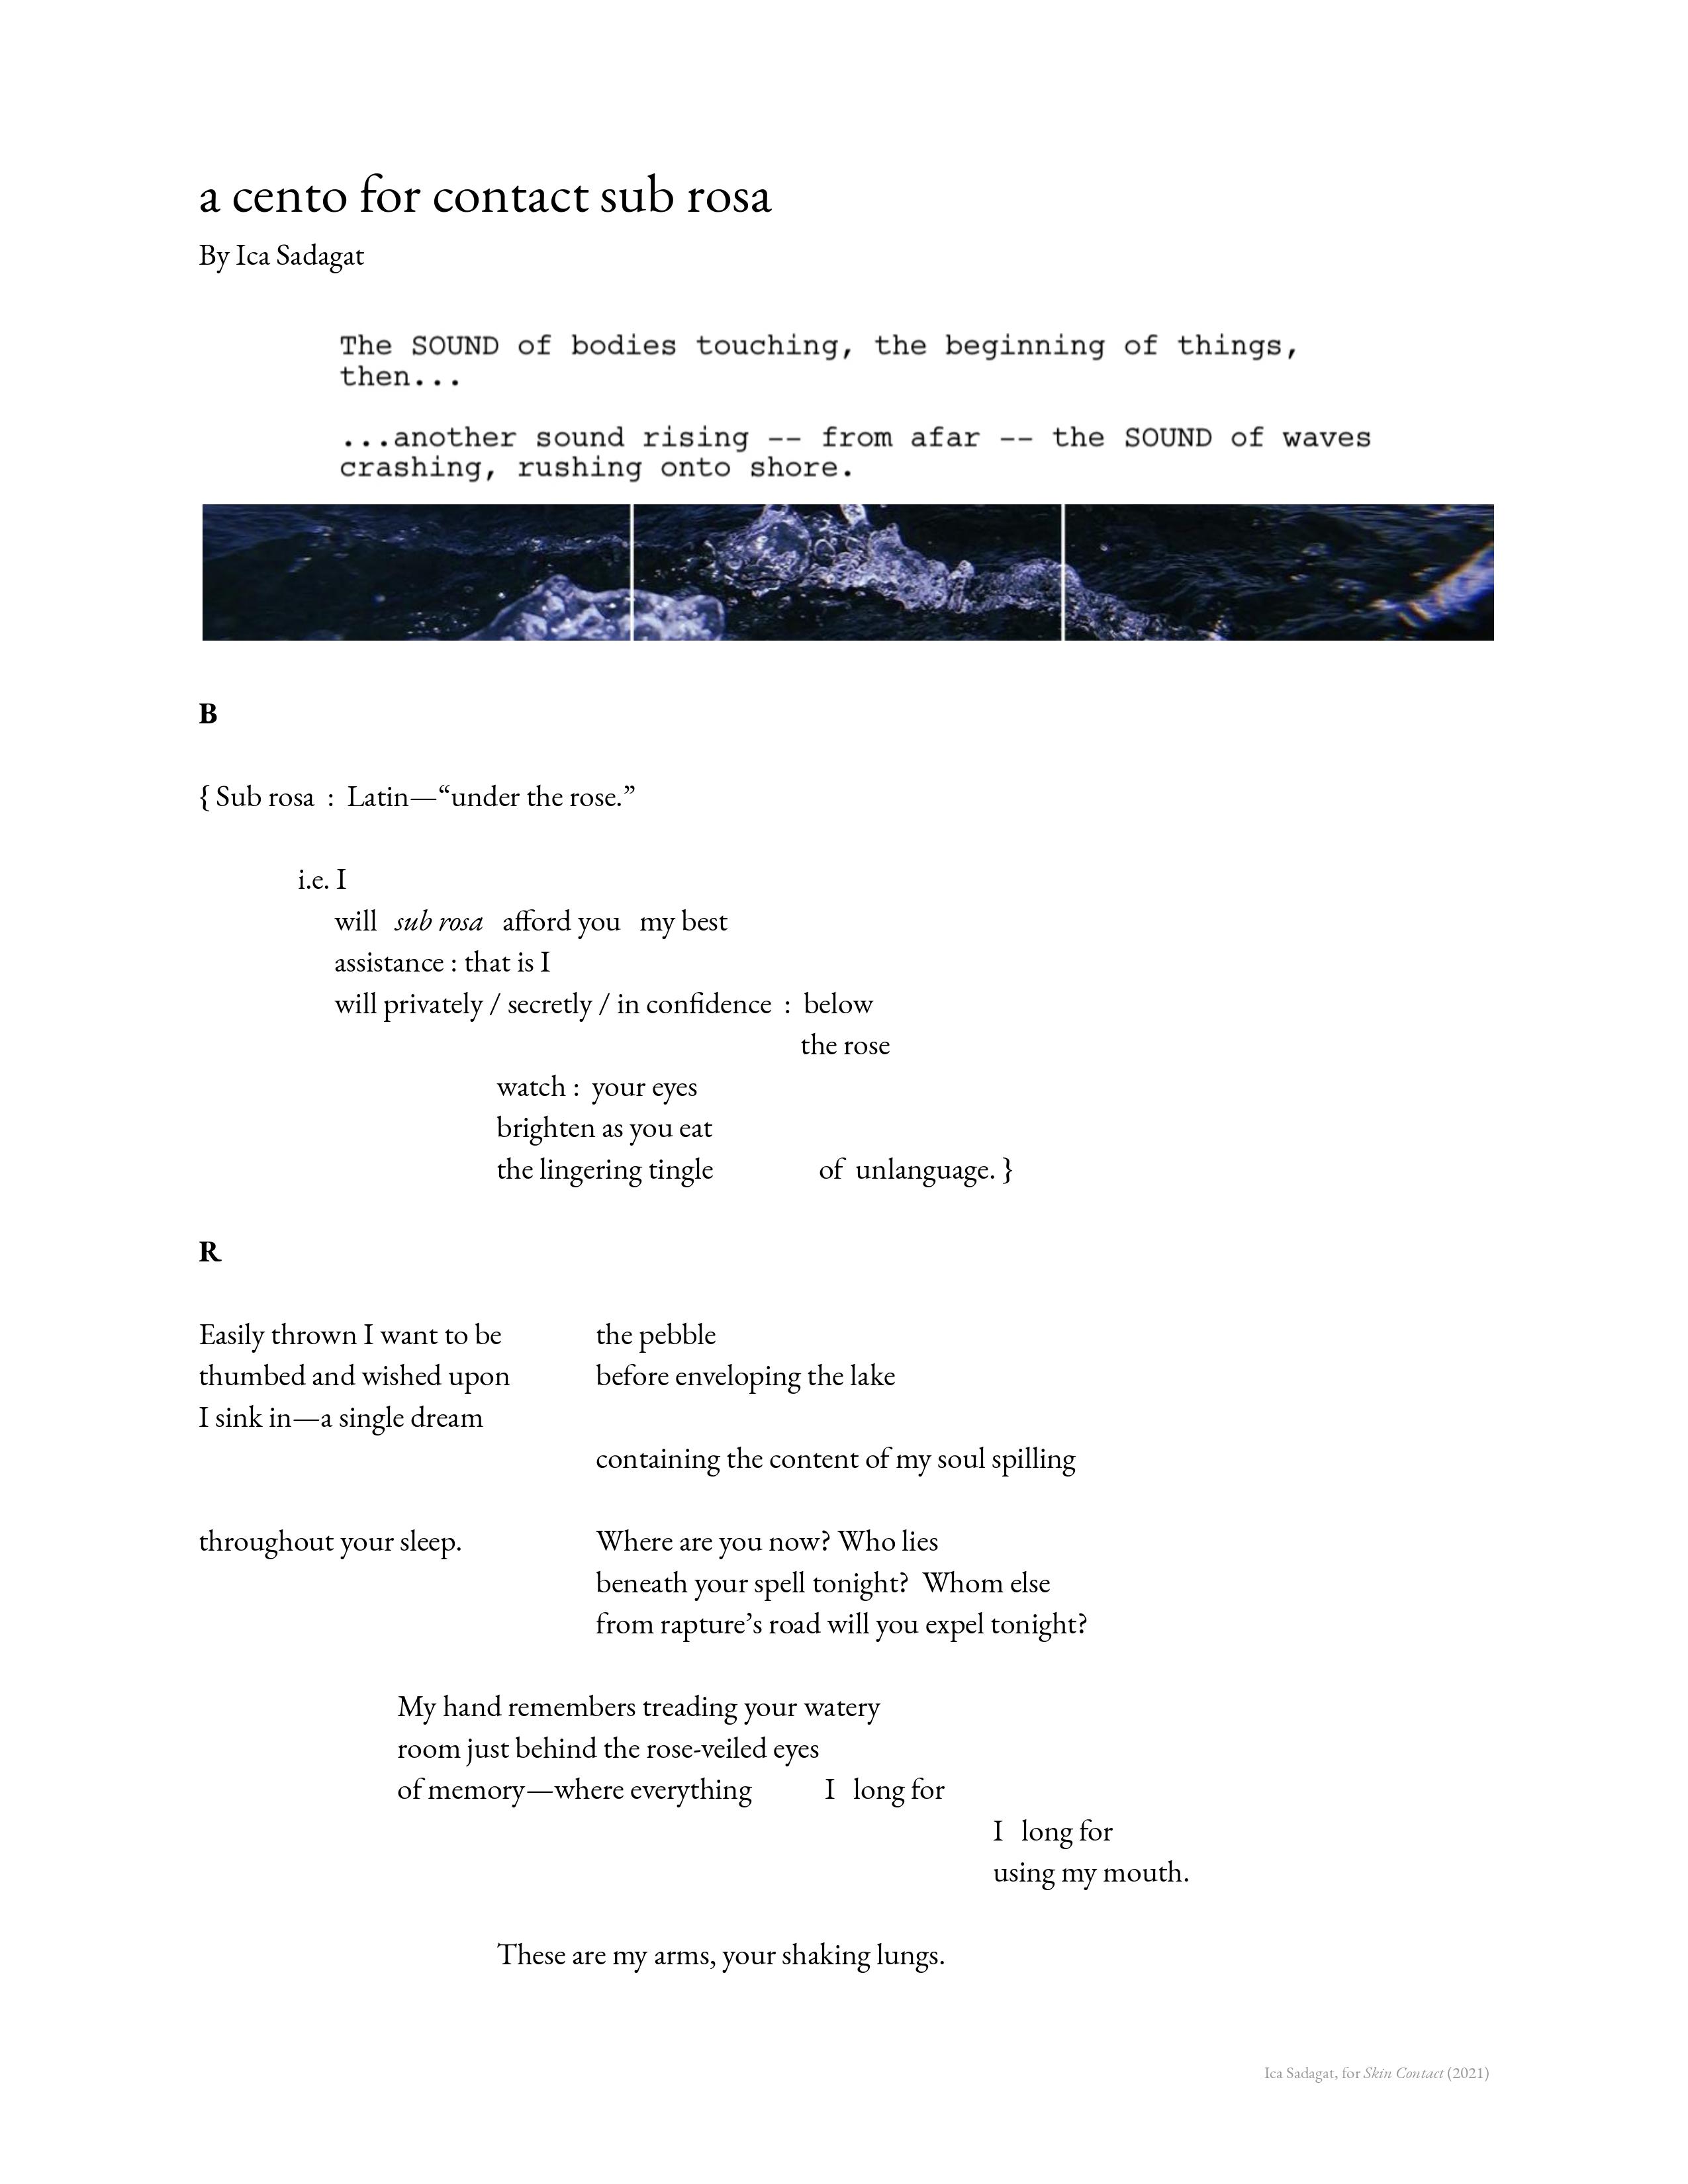 a cento for contact sub rosa
By Ica Sadagat
The SOUND of bodies touching, the beginning of things,
then...
...another sound rising -- from afar -- the SOUND of waves
crashing, rushing onto shore.
B
{ Sub rosa : Latin—“under the rose.”
i.e. I
will sub rosa afford you my best
assistance : that is I
will privately / secretly / in confidence : below
the rose
watch : your eyes
brighten as you eat
the lingering tingle of unlanguage. }
R
Easily thrown I want to be the pebble
thumbed and wished upon before enveloping the lake
I sink in—a single dream
containing the content of my soul spilling
throughout your sleep. Where are you now? Who lies
beneath your spell tonight? Whom else
from rapture’s road will you expel tonight?
My hand remembers treading your watery
room just behind the rose-veiled eyes
of memory—where everything I long for
I long for
using my mouth.
These are my arms, your shaking lungs.
Ica Sadagat, for Skin Contact (2021)